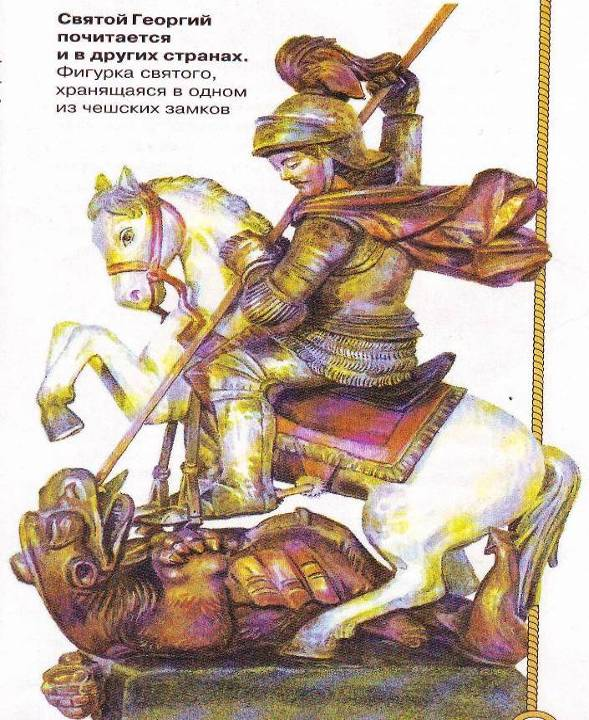 Святой Георгий
почитается
и в других странах.
Фигурка святого,
хранящаяся в одном
из чешских замков